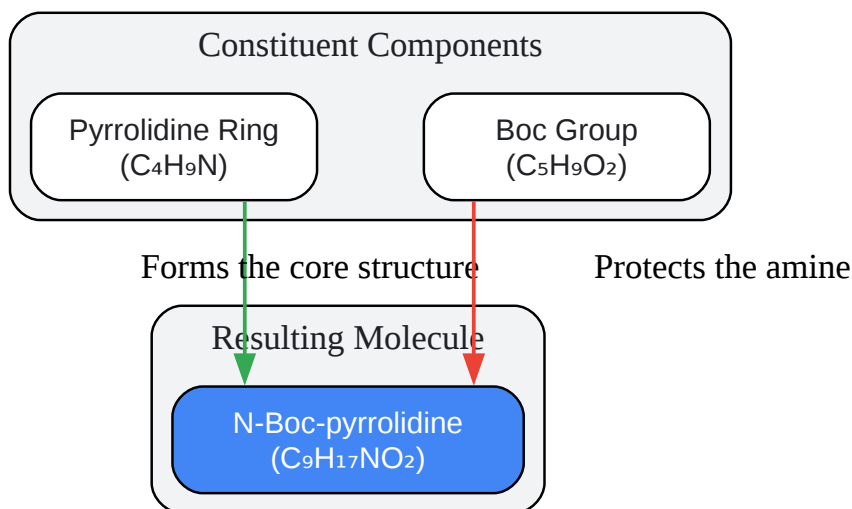 Constituent Components
Pyrrolidine Ring
(C₄H₉N)
Boc Group
(C₅H₉O₂)
Forms the core structure
Protects the amine
Resulting Molecule
N-Boc-pyrrolidine
(C₉H₁₇NO₂)